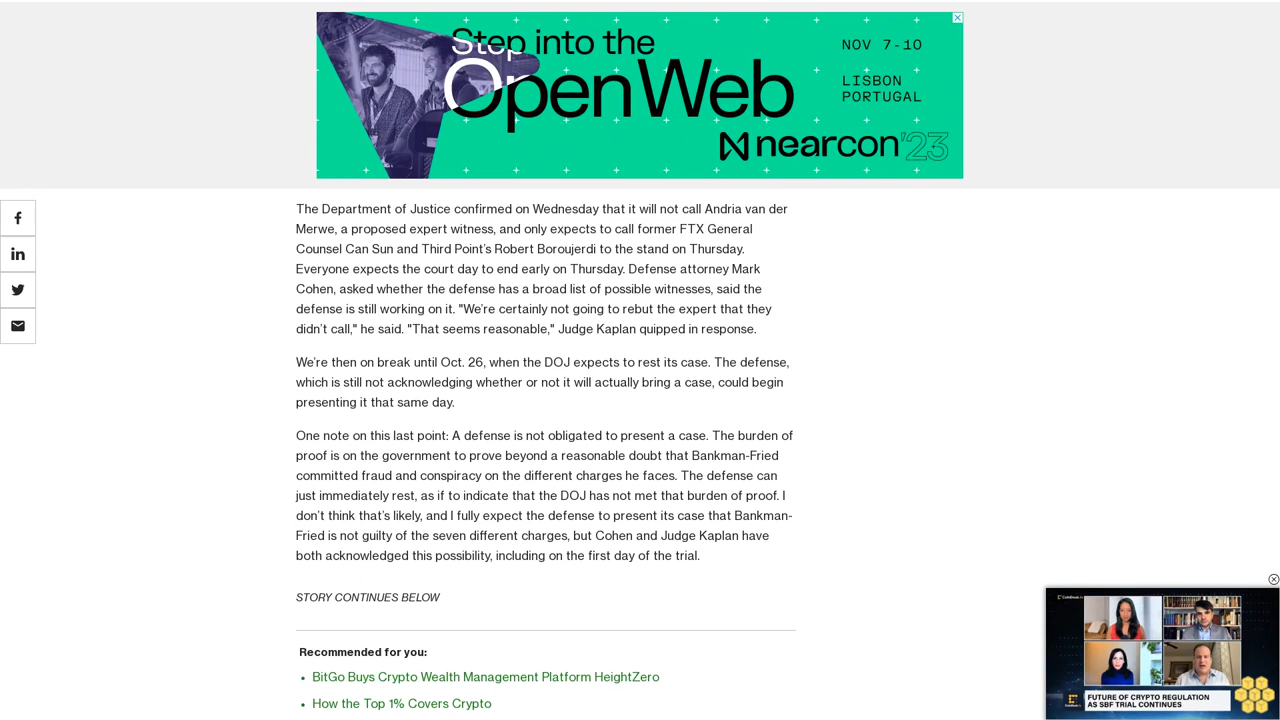 Step into the
OpenWeb
NOV 7-10
LISBON
PORTUGAL
nearcon'23
The Department of Justice confirmed on Wednesday that it will not call Andria van der
Merwe, a proposed expert witness, and only expects to call former FTX General
Counsel Can Sun and Third Point’s Robert Boroujerdi to the stand on Thursday.
Everyone expects the court day to end early on Thursday. Defense attorney Mark
Cohen, asked whether the defense has a broad list of possible witnesses, said the
defense is still working on it. "We’re certainly not going to rebut the expert that they
didn’t call," he said. "That seems reasonable," Judge Kaplan quipped in response.
We’re then on break until Oct. 26, when the DOJ expects to rest its case. The defense,
which is still not acknowledging whether or not it will actually bring a case, could begin
presenting it that same day.
One note on this last point: A defense is not obligated to present a case. The burden of
proof is on the government to prove beyond a reasonable doubt that Bankman-Fried
committed fraud and conspiracy on the different charges he faces. The defense can
just immediately rest, as if to indicate that the DOJ has not met that burden of proof. I
don’t think that’s likely, and I fully expect the defense to present its case that Bankman-
Fried is not guilty of the seven different charges, but Cohen and Judge Kaplan have
both acknowledged this possibility, including on the first day of the trial.
STORY CONTINUES BELOW
Recommended for you:
• BitGo Buys Crypto Wealth Management Platform HeightZero
• How the Top 1% Covers Crypto
FUTURE OF CRYPTO REGULATION
AS SBF TRIAL CONTINUES